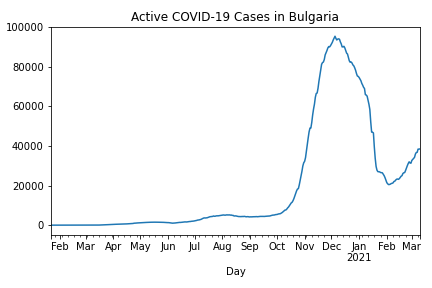 Active COVID-19 Cases in Bulgaria
100000
80000
60000
40000
20000
0
Feb Mar Apr May Jun Jul Aug Sep Oct Nov Dec Jan Feb Mar
2021
Day